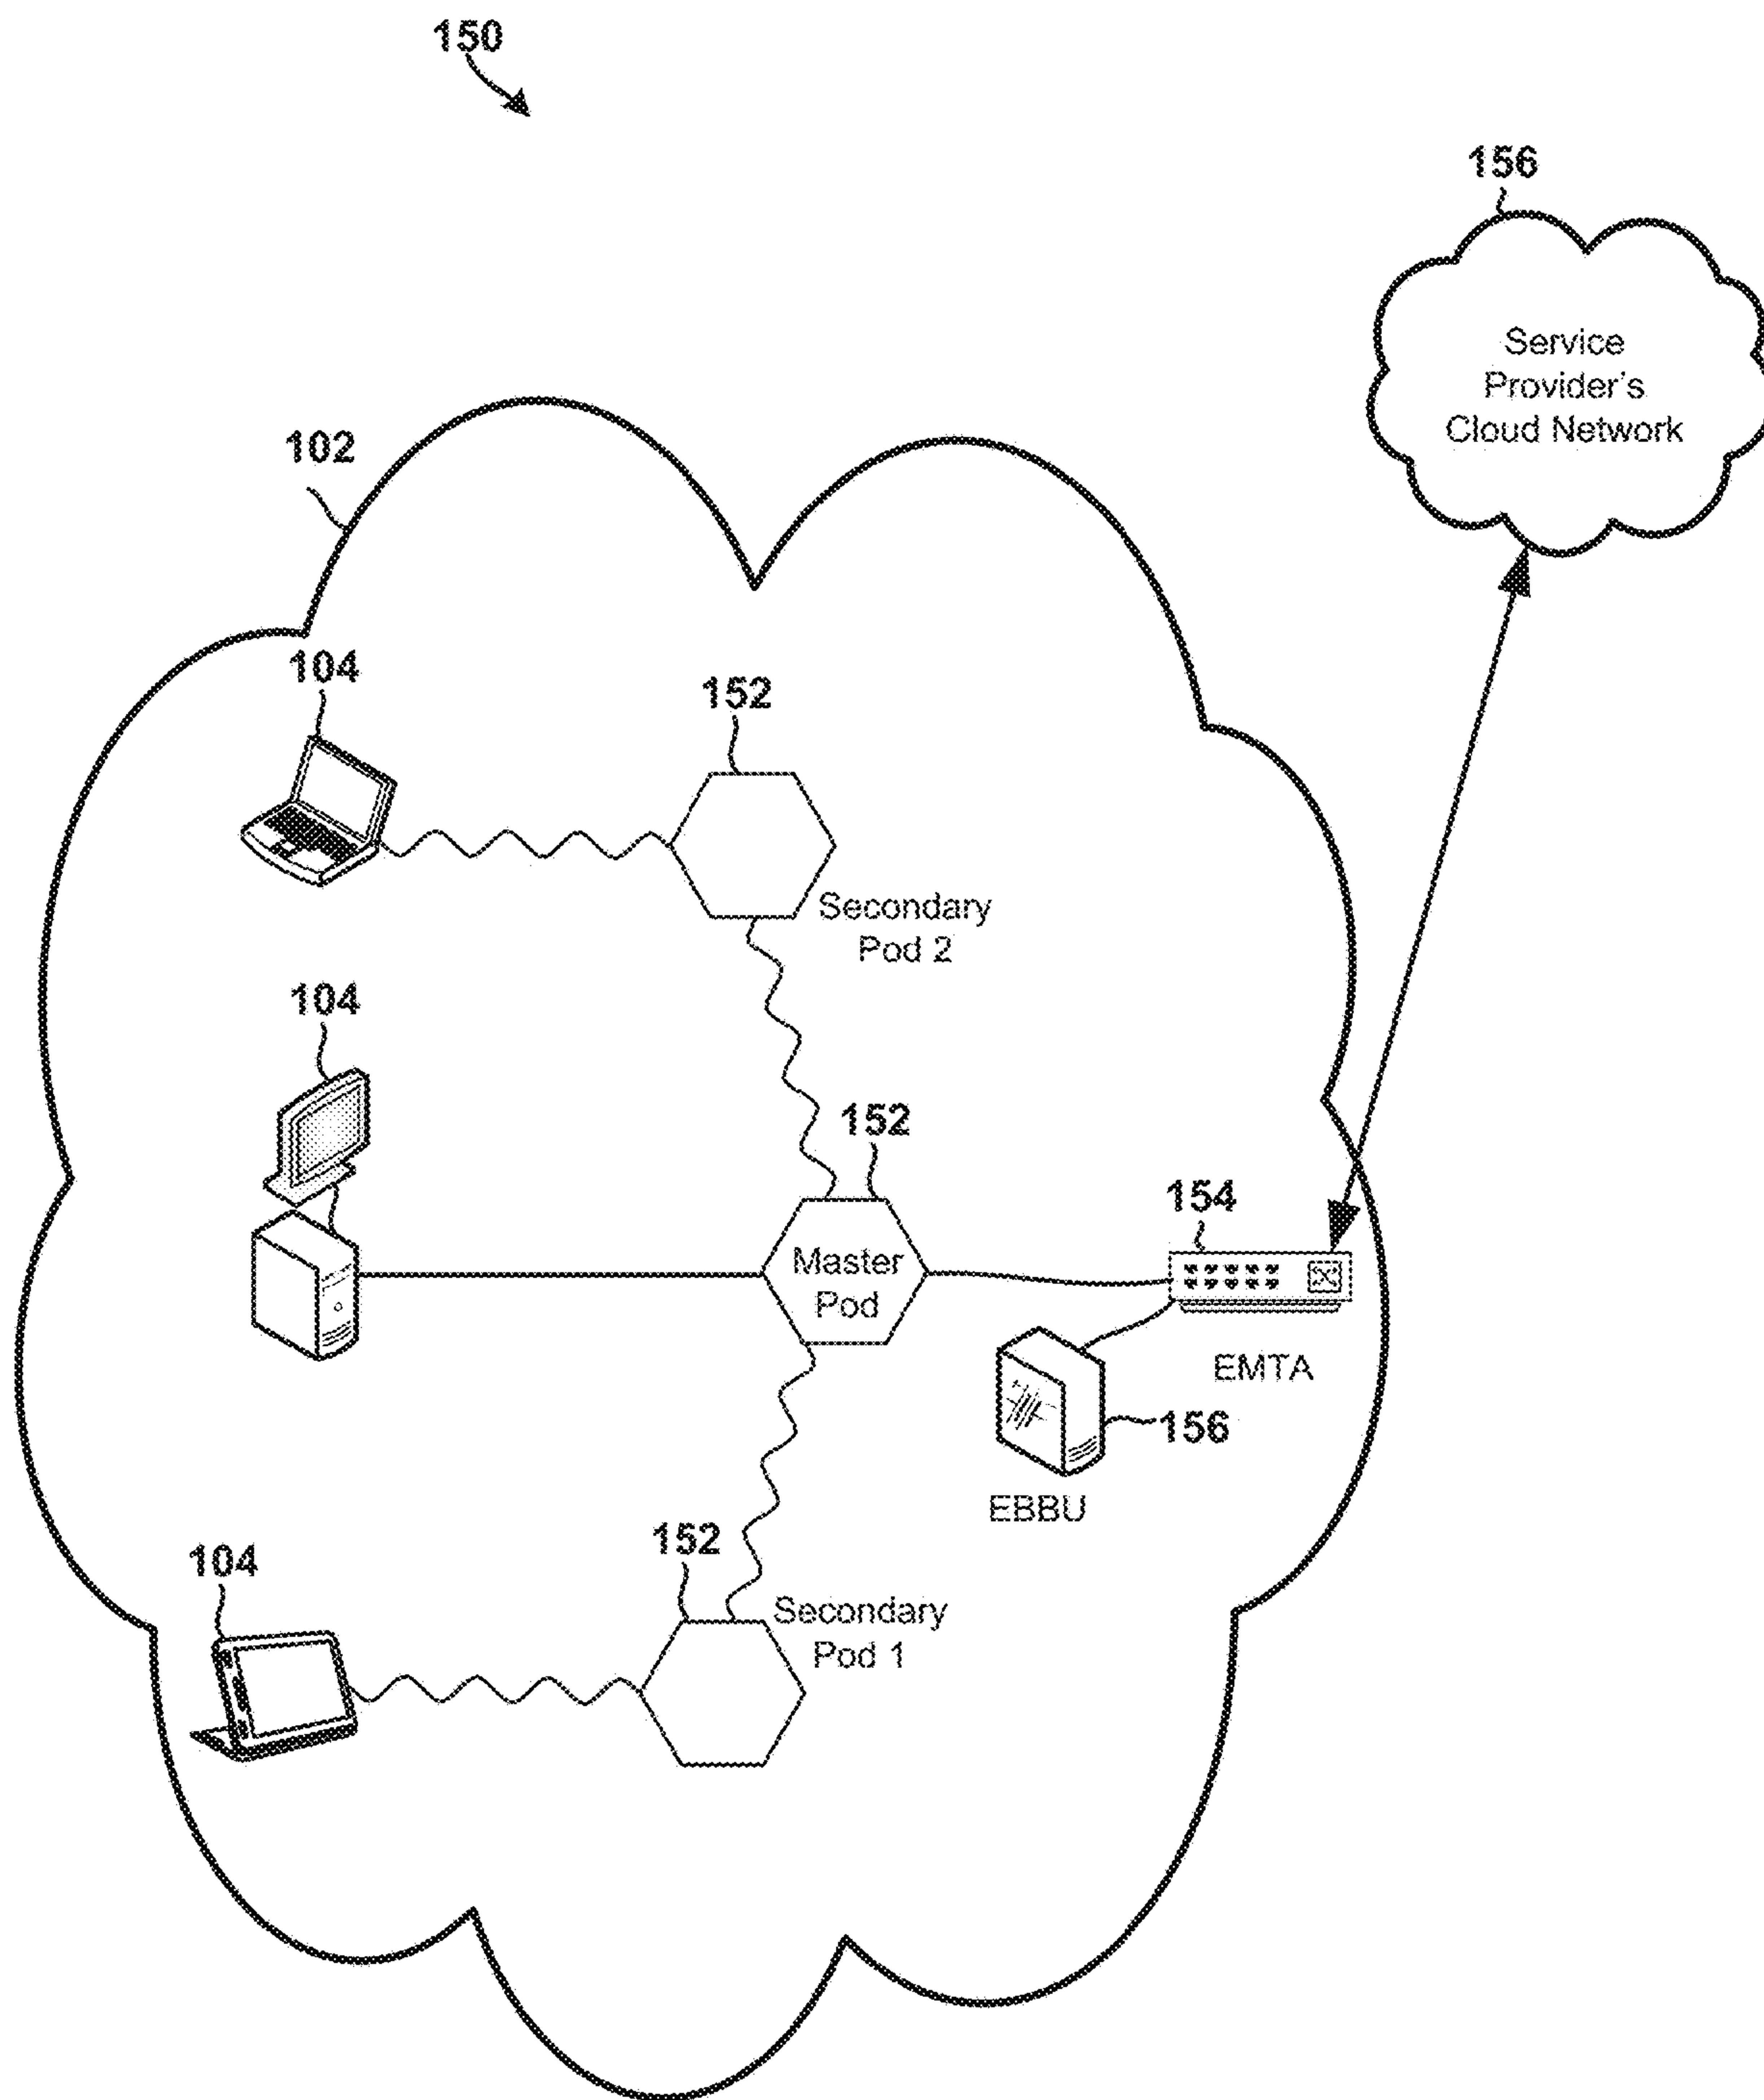 150
156
Service
Provider's
Cloud Network
102
104
152
Secondary
Pod 2
104
152
Master
Pod
154
EMTA
156
EBBU
152
104
Secondary
Pod 1